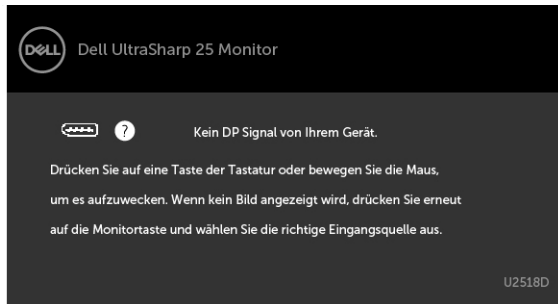 DELL
Dell UltraSharp 25 Monitor
?
Kein DP Signal von Ihrem Gerät.
Drücken Sie auf eine Taste der Tastatur oder bewegen Sie die Maus,
um es aufzuwecken. Wenn kein Bild angezeigt wird, drücken Sie erneut
auf die Monitortaste und wählen Sie die richtige Eingangsquelle aus.
U2518D